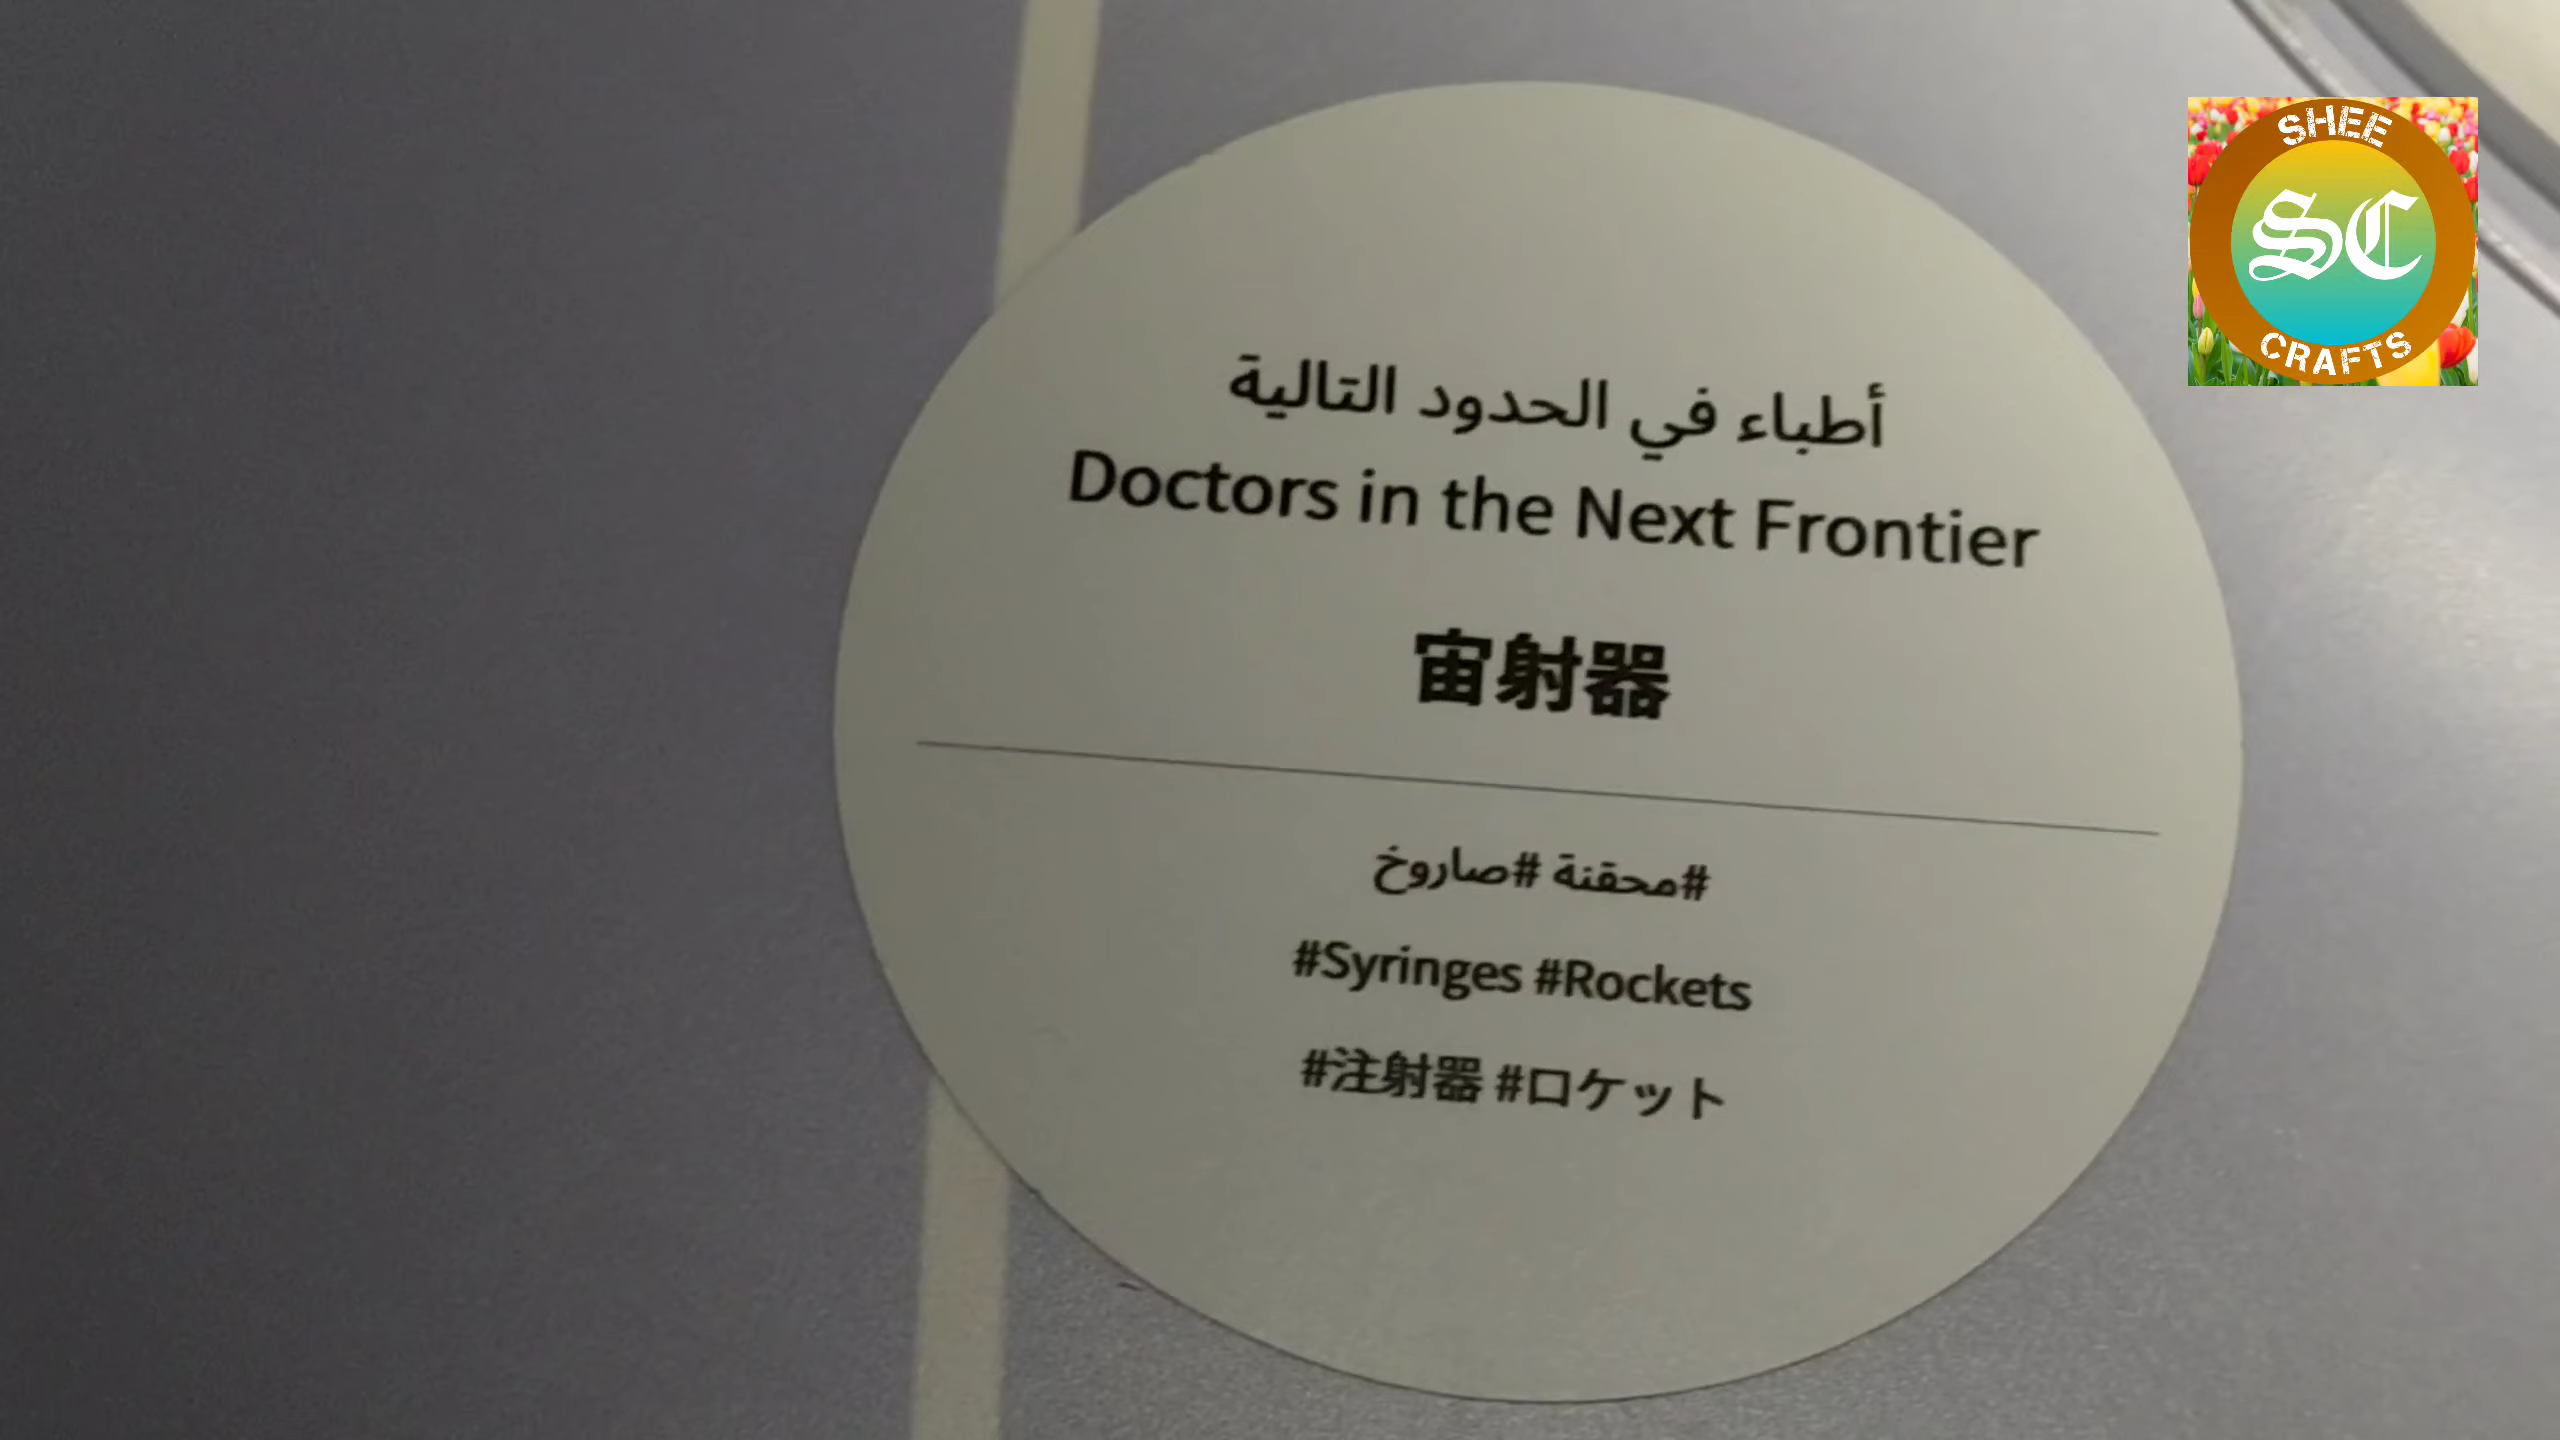 أطباء في الحدود التالية
Doctors in the Next Frontier
宙射器
#محقنة #صاروخ
#Syringes #Rockets
#注射器 #ロケット
SHEE
SC
CRAFTS